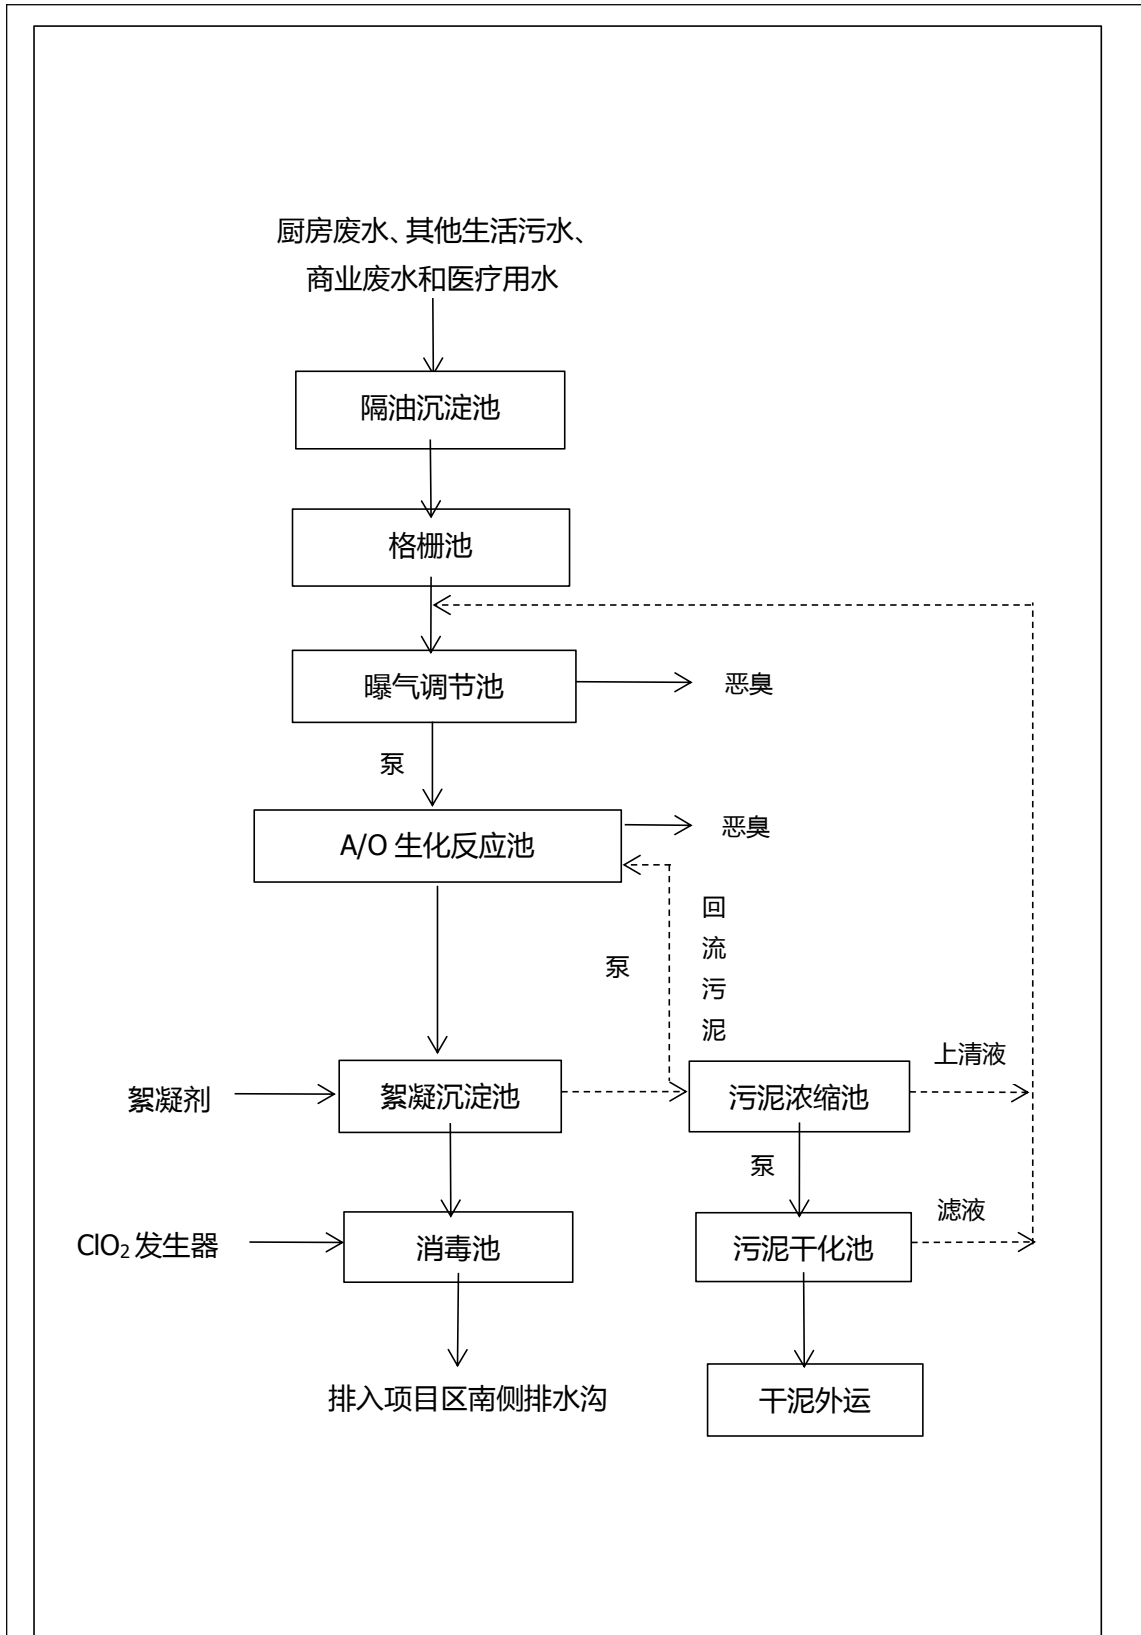 厨房废水、其他生活污水、
商业废水和医疗用水
隔油沉淀池
格栅池
曝气调节池
恶臭
泵
A/O 生化反应池
恶臭
回流污泥
泵
上清液
絮凝剂
絮凝沉淀池
污泥浓缩池
泵
滤液
ClO₂ 发生器
消毒池
污泥干化池
排入项目区南侧排水沟
干泥外运